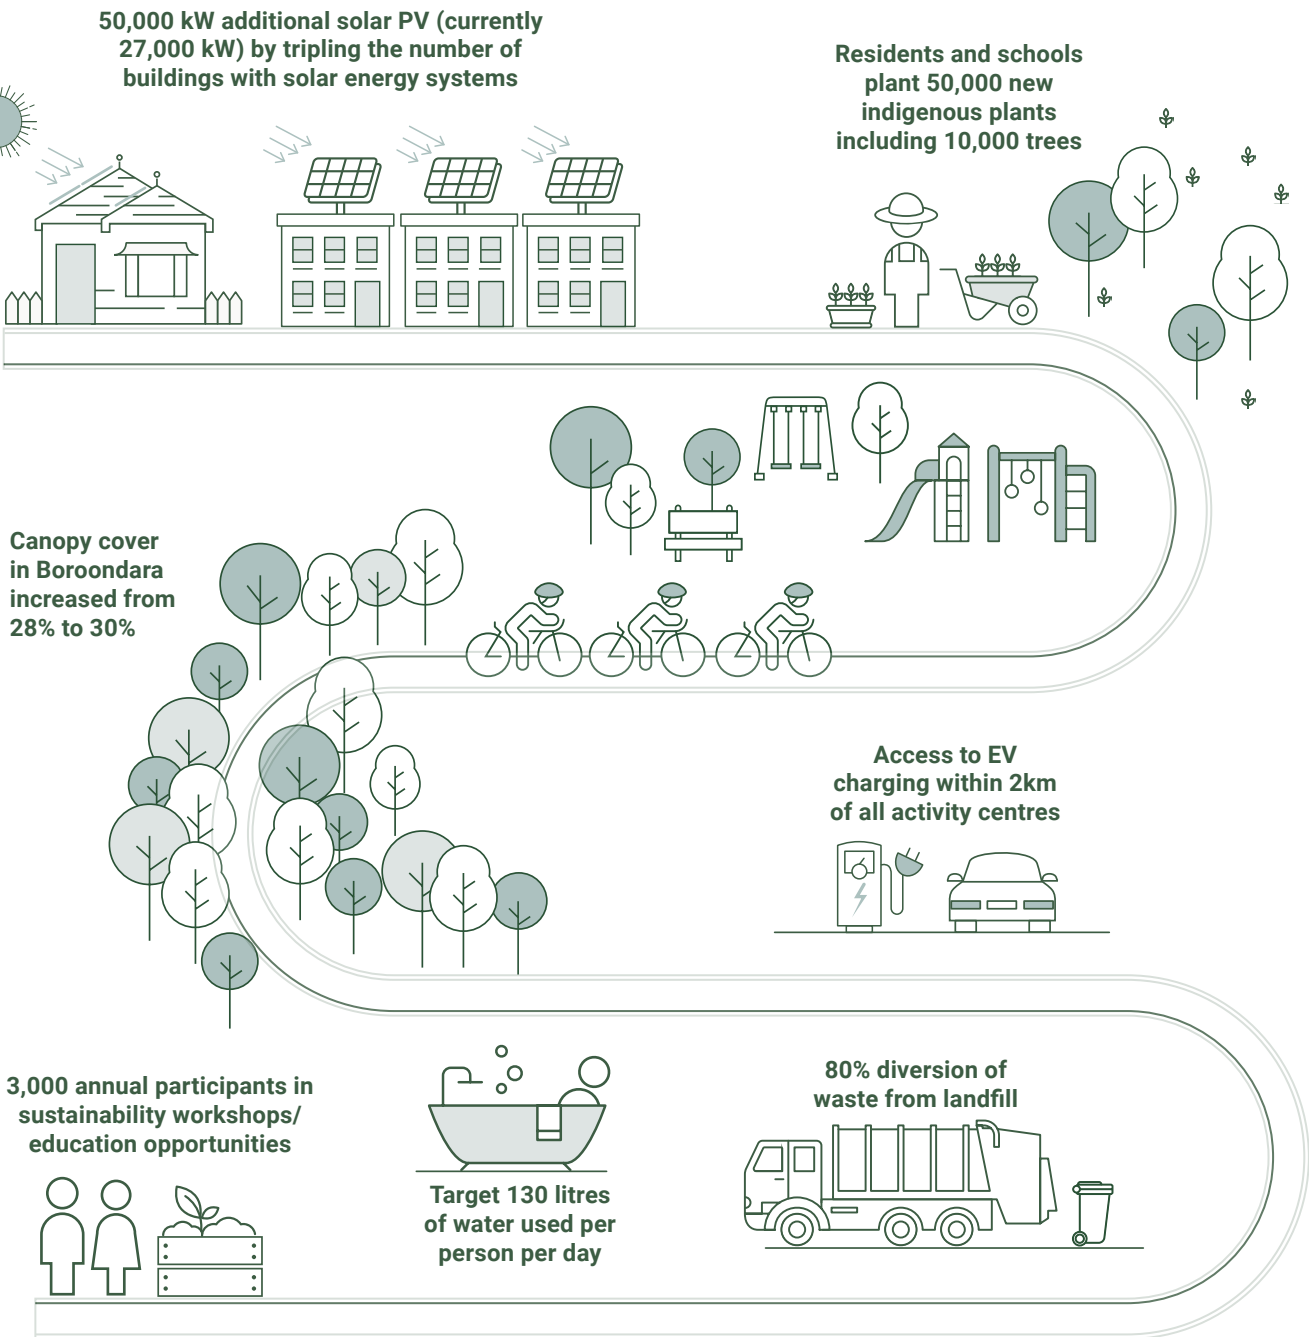 50,000 kW additional solar PV (currently
27,000 kW) by tripling the number of
buildings with solar energy systems
Residents and schools
plant 50,000 new
indigenous plants
including 10,000 trees
Canopy cover
in Boroondara
increased from
28% to 30%
Access to EV
charging within 2km
of all activity centres
3,000 annual participants in
sustainability workshops/
education opportunities
Target 130 litres
of water used per
person per day
80% diversion of
waste from landfill